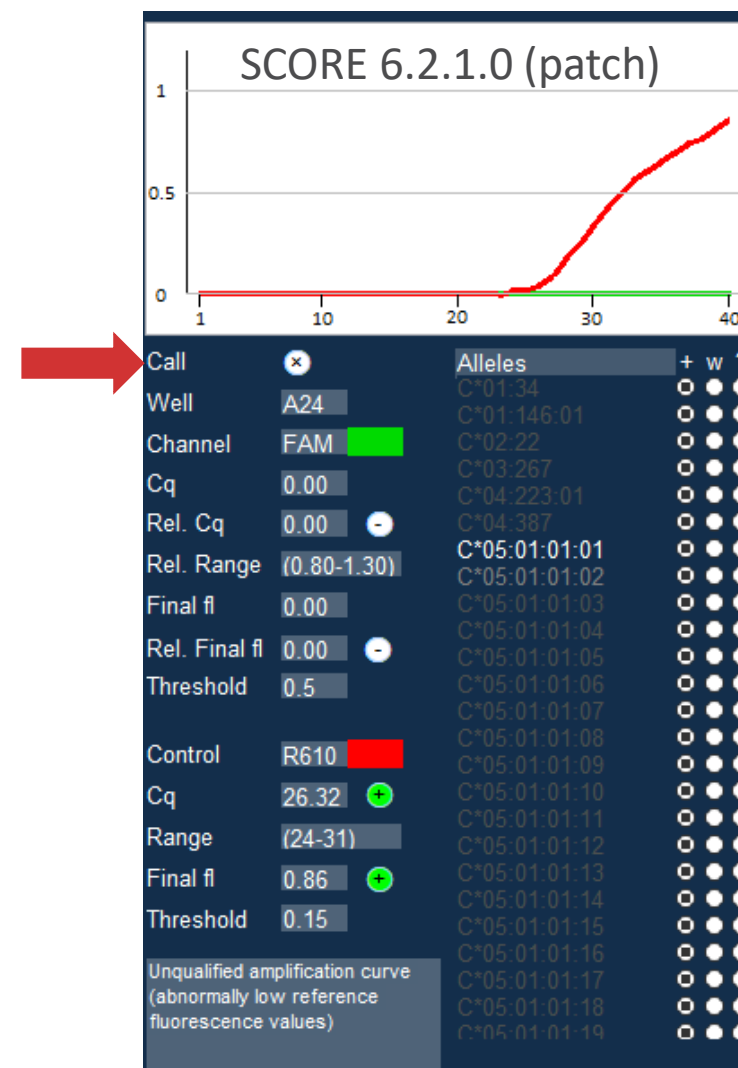 SCORE 6.2.1.0 (patch)
1
0.5
0
1 10 20 30 40
Call
Well A24
Channel FAM
Cq 0.00
Rel. Cq 0.00 -
Rel. Range (0.80-1.30)
Final fl 0.00
Rel. Final fl 0.00 -
Threshold 0.5
Control R610
Cq 26.32 +
Range (24-31)
Final fl 0.86 +
Threshold 0.15
Unqualified amplification curve
(abnormally low reference
fluorescence values)
Alleles + w
C*01:34
C*01:146:01
C*02:22
C*03:267
C*04:223:01
C*04:387
C*05:01:01:01
C*05:01:01:02
C*05:01:01:03
C*05:01:01:04
C*05:01:01:05
C*05:01:01:06
C*05:01:01:07
C*05:01:01:08
C*05:01:01:09
C*05:01:01:10
C*05:01:01:11
C*05:01:01:12
C*05:01:01:13
C*05:01:01:14
C*05:01:01:15
C*05:01:01:16
C*05:01:01:17
C*05:01:01:18
C*05:01:01:19